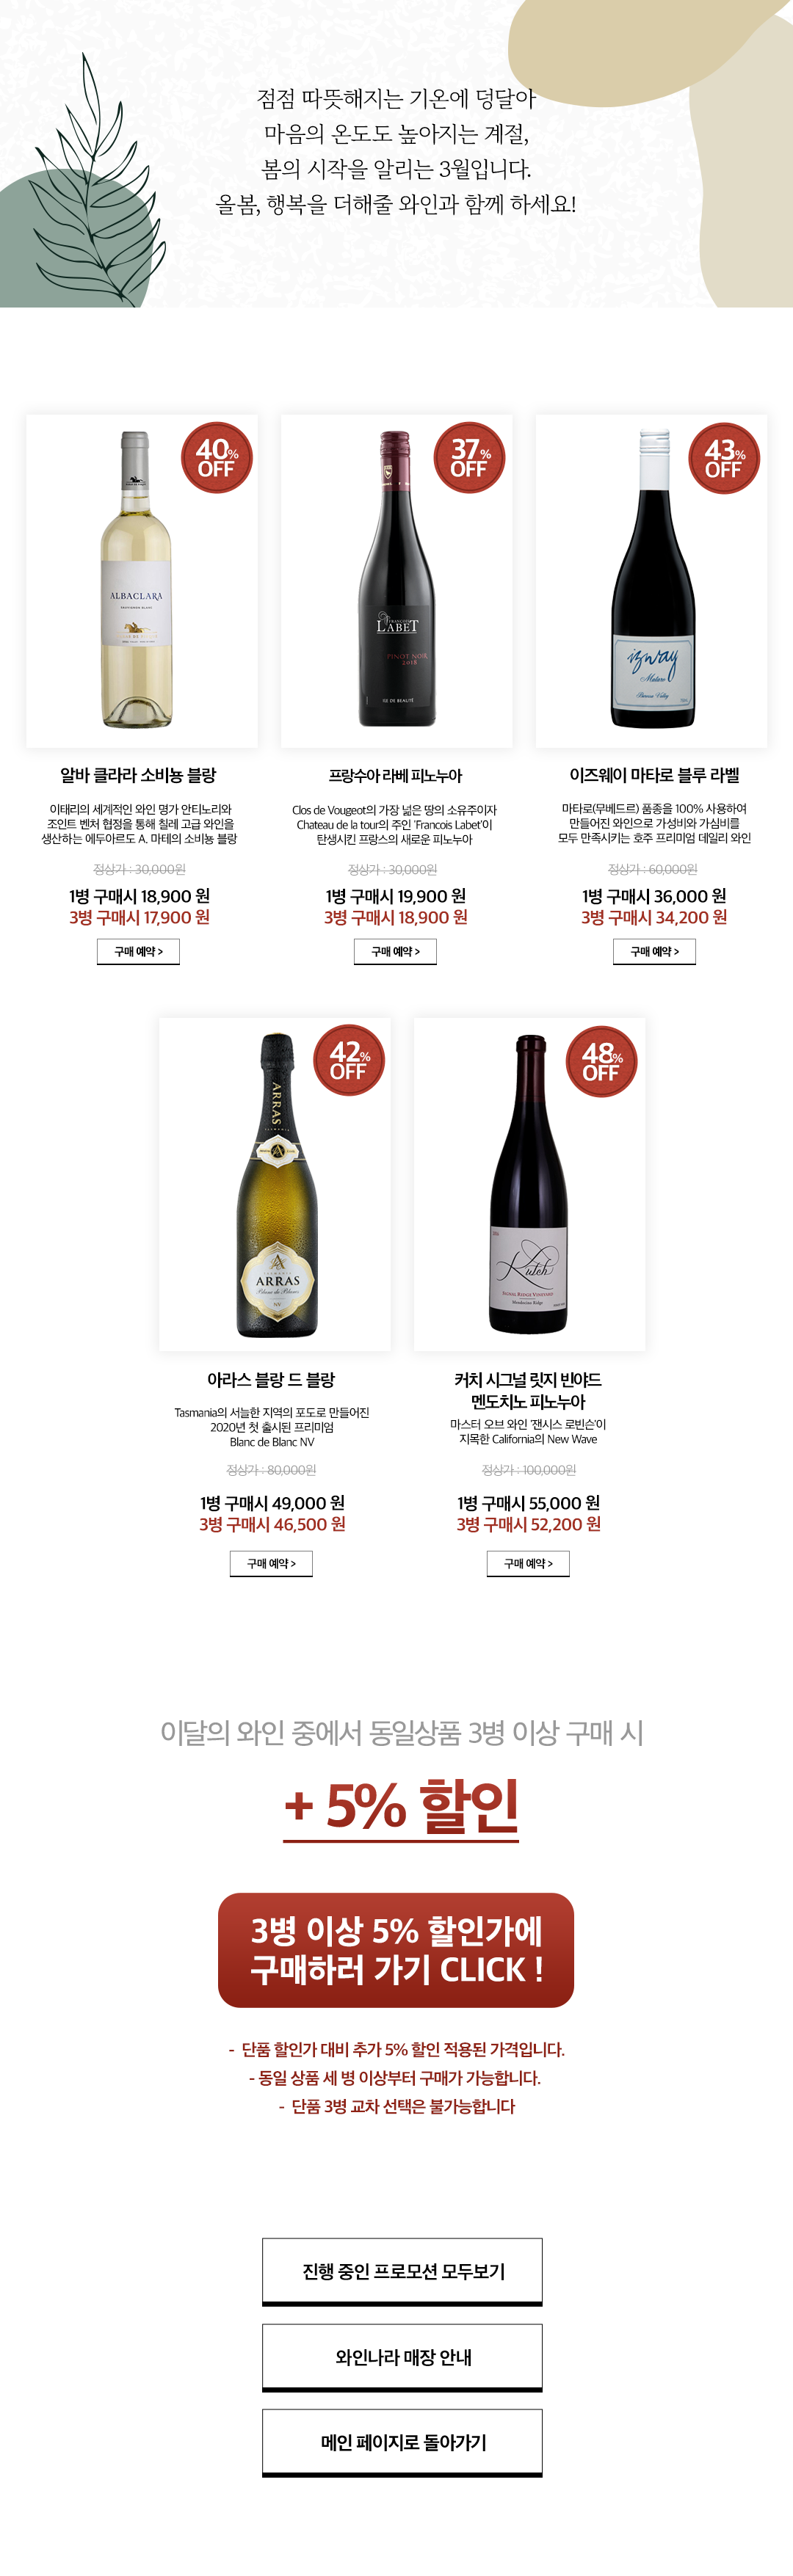 점점 따뜻해지는 기온에 덩달아
마음의 온도도 높아지는 계절,
봄의 시작을 알리는 3월입니다.
올봄, 행복을 더해줄 와인과 함께 하세요!
40%
OFF
ALBACLARA
SAUVIGNON BLANC
37%
OFF
FRANCOIS
LABET
PINOT NOIR
2018
ILE DE BEAUTÉ
43%
OFF
izway
Mataro
Barossa Valley
알바 클라라 소비뇽 블랑
이태리의 세계적인 와인 명가 안티노리와
조인트 벤처 협정을 통해 칠레 고급 와인을
생산하는 에두아르도 A. 마테의 소비뇽 블랑
정상가 : 30,000원
1병 구매시 18,900 원
3병 구매시 17,900 원
구매 예약 >
프랑수아 라베 피노누아
Clos de Vougeot의 가장 넓은 땅의 소유주이자
Chateau de la tour의 주인 'Francois Labet'이
탄생시킨 프랑스의 새로운 피노누아
정상가 : 30,000원
1병 구매시 19,900 원
3병 구매시 18,900 원
구매 예약 >
이즈웨이 마타로 블루 라벨
마타로(무베드르) 품종을 100% 사용하여
만들어진 와인으로 가성비와 가심비를
모두 만족시키는 호주 프리미엄 데일리 와인
정상가 : 60,000원
1병 구매시 36,000 원
3병 구매시 34,200 원
구매 예약 >
42%
OFF
ARRAS
ARRAS
Blanc de Blancs
48%
OFF
Kutch
SIGNAL RIDGE VINEYARD
Mendocino Ridge
아라스 블랑 드 블랑
Tasmania의 서늘한 지역의 포도로 만들어진
2020년 첫 출시된 프리미엄
Blanc de Blanc NV
정상가 : 80,000원
1병 구매시 49,000 원
3병 구매시 46,500 원
구매 예약 >
커치 시그널 릿지 빈야드
멘도치노 피노누아
마스터 오브 와인 '잰시스 로빈슨'이
지목한 California의 New Wave
정상가 : 100,000원
1병 구매시 55,000 원
3병 구매시 52,200 원
구매 예약 >
이달의 와인 중에서 동일상품 3병 이상 구매 시
+ 5% 할인
3병 이상 5% 할인가에
구매하러 가기 CLICK !
- 단품 할인가 대비 추가 5% 할인 적용된 가격입니다.
- 동일 상품 세 병 이상부터 구매가 가능합니다.
- 단품 3병 교차 선택은 불가능합니다
진행 중인 프로모션 모두보기
와인나라 매장 안내
메인 페이지로 돌아가기